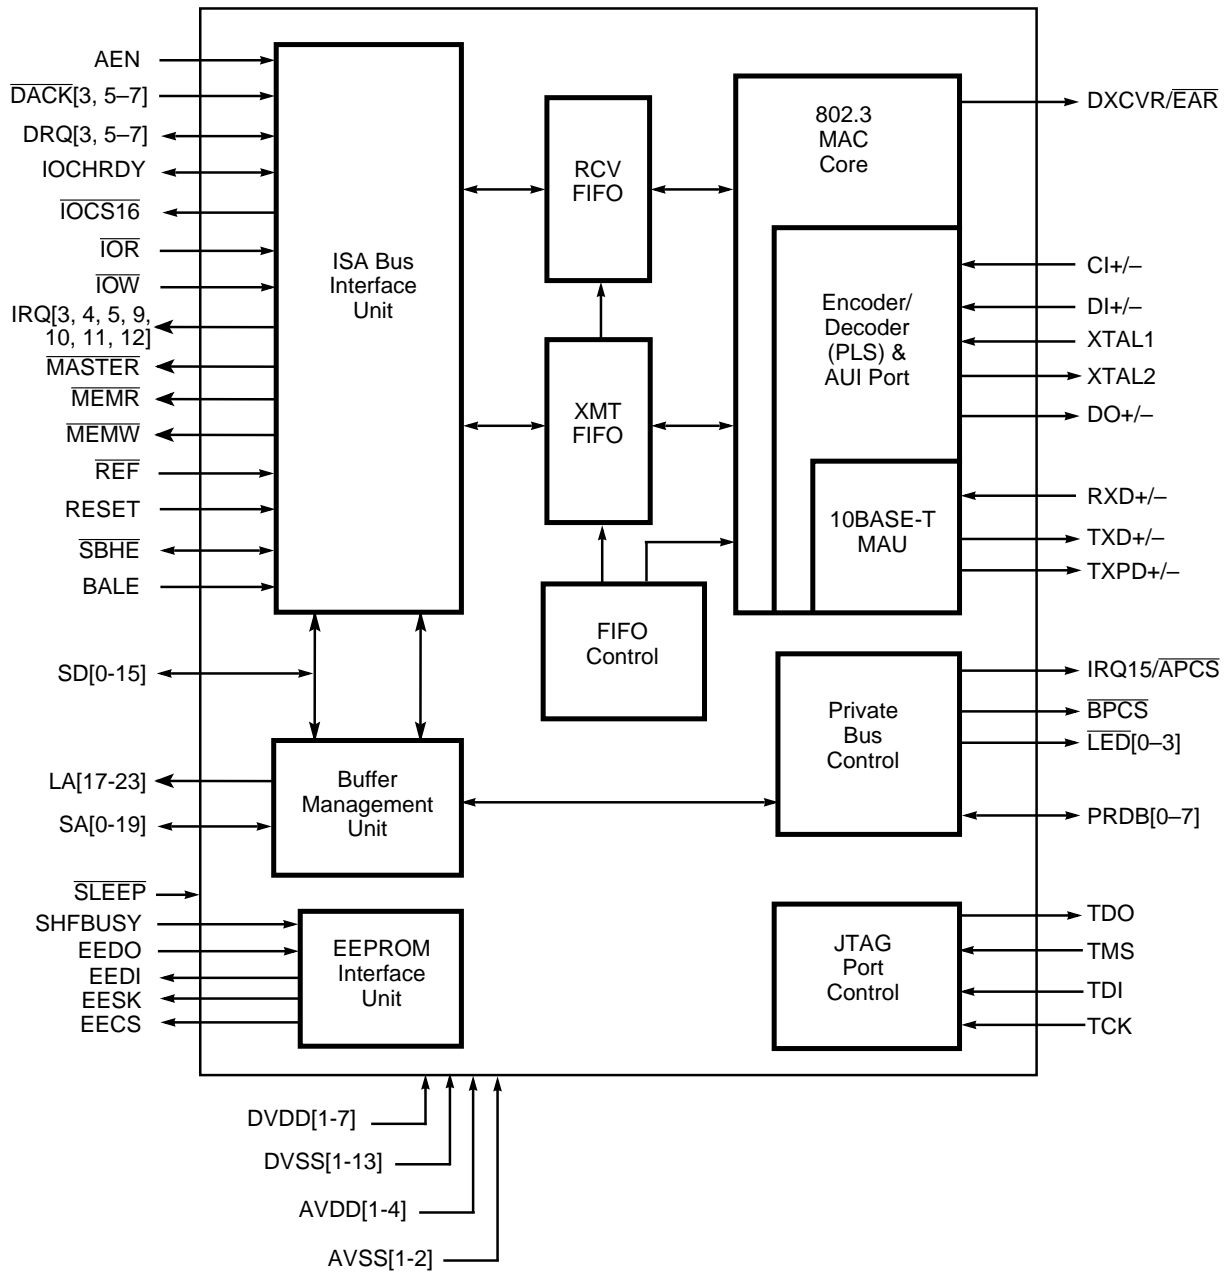 AEN
DACK[3, 5–7]
DRQ[3, 5–7]
IOCHRDY
IOCS16
IOR
IOW
IRQ[3, 4, 5, 9,
10, 11, 12]
MASTER
MEMR
MEMW
REF
RESET
SBHE
BALE
SD[0-15]
LA[17-23]
SA[0-19]
SLEEP
SHFBUSY
EEDO
EEDI
EESK
EECS
ISA Bus
Interface
Unit
Buffer
Management
Unit
EEPROM
Interface
Unit
RCV
FIFO
XMT
FIFO
FIFO
Control
802.3
MAC
Core
Encoder/
Decoder
(PLS) &
AUI Port
10BASE-T
MAU
Private
Bus
Control
JTAG
Port
Control
DXCVR/EAR
CI+/–
DI+/–
XTAL1
XTAL2
DO+/–
RXD+/–
TXD+/–
TXPD+/–
IRQ15/APCS
BPCS
LED[0–3]
PRDB[0–7]
TDO
TMS
TDI
TCK
DVDD[1-7]
DVSS[1-13]
AVDD[1-4]
AVSS[1-2]